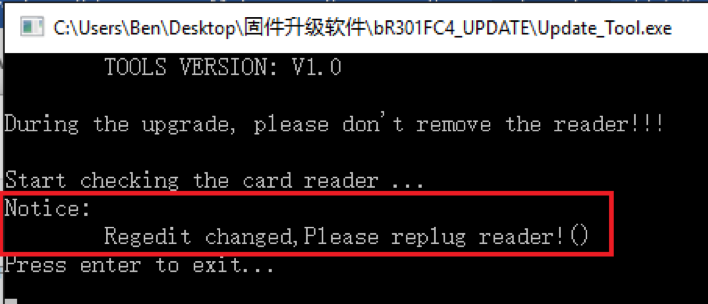 C:\Users\Ben\Desktop\固件升级软件\bR301FC4_UPDATE\Update_Tool.exe
TOOLS VERSION: V1.0
During the upgrade, please don't remove the reader!!!
Start checking the card reader ...
Notice:
Regedit changed,Please replug reader!()
Press enter to exit...